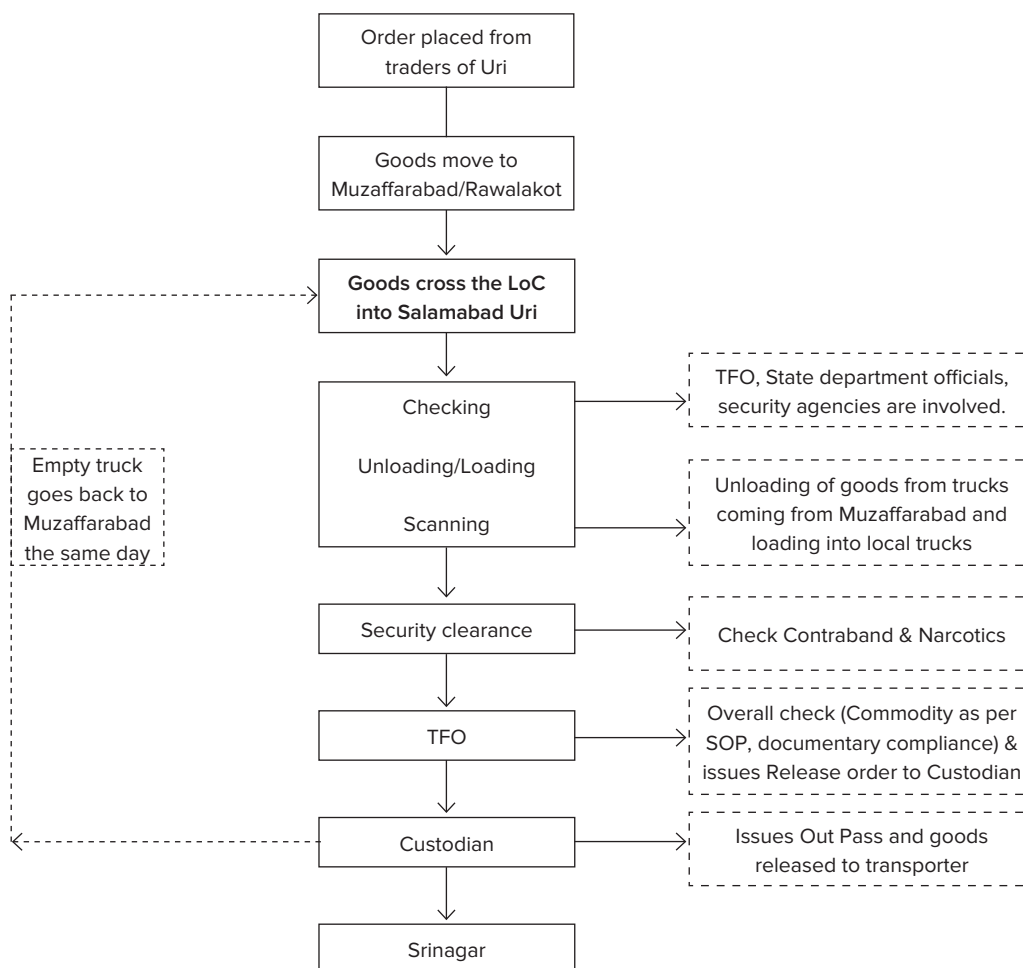 Order placed from
traders of Uri
Goods move to
Muzaffarabad/Rawalakot
Goods cross the LoC
into Salamabad Uri
Checking
Unloading/Loading
Scanning
TFO, State department officials,
security agencies are involved.
Unloading of goods from trucks
coming from Muzaffarabad and
loading into local trucks
Empty truck
goes back to
Muzaffarabad
the same day
Security clearance
Check Contraband & Narcotics
TFO
Overall check (Commodity as per
SOP, documentary compliance) &
issues Release order to Custodian
Custodian
Issues Out Pass and goods
released to transporter
Srinagar